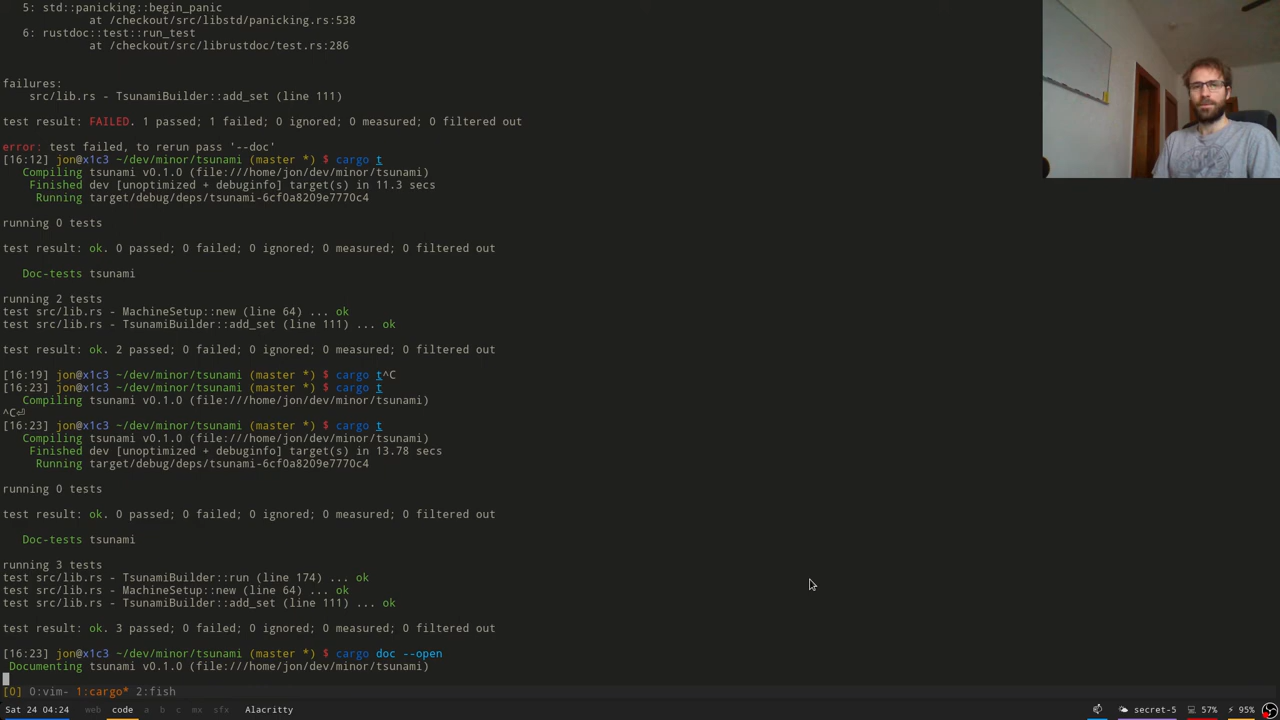 5: std::panicking::begin_panic
at /checkout/src/libstd/panicking.rs:538
6: rustdoc::test::run_test
at /checkout/src/librustdoc/test.rs:286
failures:
src/lib.rs - TsunamiBuilder::add_set (line 111)
test result: FAILED. 1 passed; 1 failed; 0 ignored; 0 measured; 0 filtered out
error: test failed, to rerun pass '--doc'
[16:12] jon@x1c3 ~/dev/minor/tsunami (master *) $ cargo t
Compiling tsunami v0.1.0 (file:///home/jon/dev/minor/tsunami)
Finished dev [unoptimized + debuginfo] target(s) in 11.3 secs
Running target/debug/deps/tsunami-6cf0a8209e7770c4
running 0 tests
test result: ok. 0 passed; 0 failed; 0 ignored; 0 measured; 0 filtered out
Doc-tests tsunami
running 2 tests
test src/lib.rs - MachineSetup::new (line 64) ... ok
test src/lib.rs - TsunamiBuilder::add_set (line 111) ... ok
test result: ok. 2 passed; 0 failed; 0 ignored; 0 measured; 0 filtered out
[16:19] jon@x1c3 ~/dev/minor/tsunami (master *) $ cargo t^C
[16:23] jon@x1c3 ~/dev/minor/tsunami (master *) $ cargo t
Compiling tsunami v0.1.0 (file:///home/jon/dev/minor/tsunami)
^C⏎
[16:23] jon@x1c3 ~/dev/minor/tsunami (master *) $ cargo t
Compiling tsunami v0.1.0 (file:///home/jon/dev/minor/tsunami)
Finished dev [unoptimized + debuginfo] target(s) in 13.78 secs
Running target/debug/deps/tsunami-6cf0a8209e7770c4
running 0 tests
test result: ok. 0 passed; 0 failed; 0 ignored; 0 measured; 0 filtered out
Doc-tests tsunami
running 3 tests
test src/lib.rs - TsunamiBuilder::run (line 174) ... ok
test src/lib.rs - MachineSetup::new (line 64) ... ok
test src/lib.rs - TsunamiBuilder::add_set (line 111) ... ok
test result: ok. 3 passed; 0 failed; 0 ignored; 0 measured; 0 filtered out
[16:23] jon@x1c3 ~/dev/minor/tsunami (master *) $ cargo doc --open
Documenting tsunami v0.1.0 (file:///home/jon/dev/minor/tsunami)
[0] 0:vim- 1:cargo* 2:fish
Sat 24 04:24 web code a b c mx sfx Alacritty secret-5 57% 95%